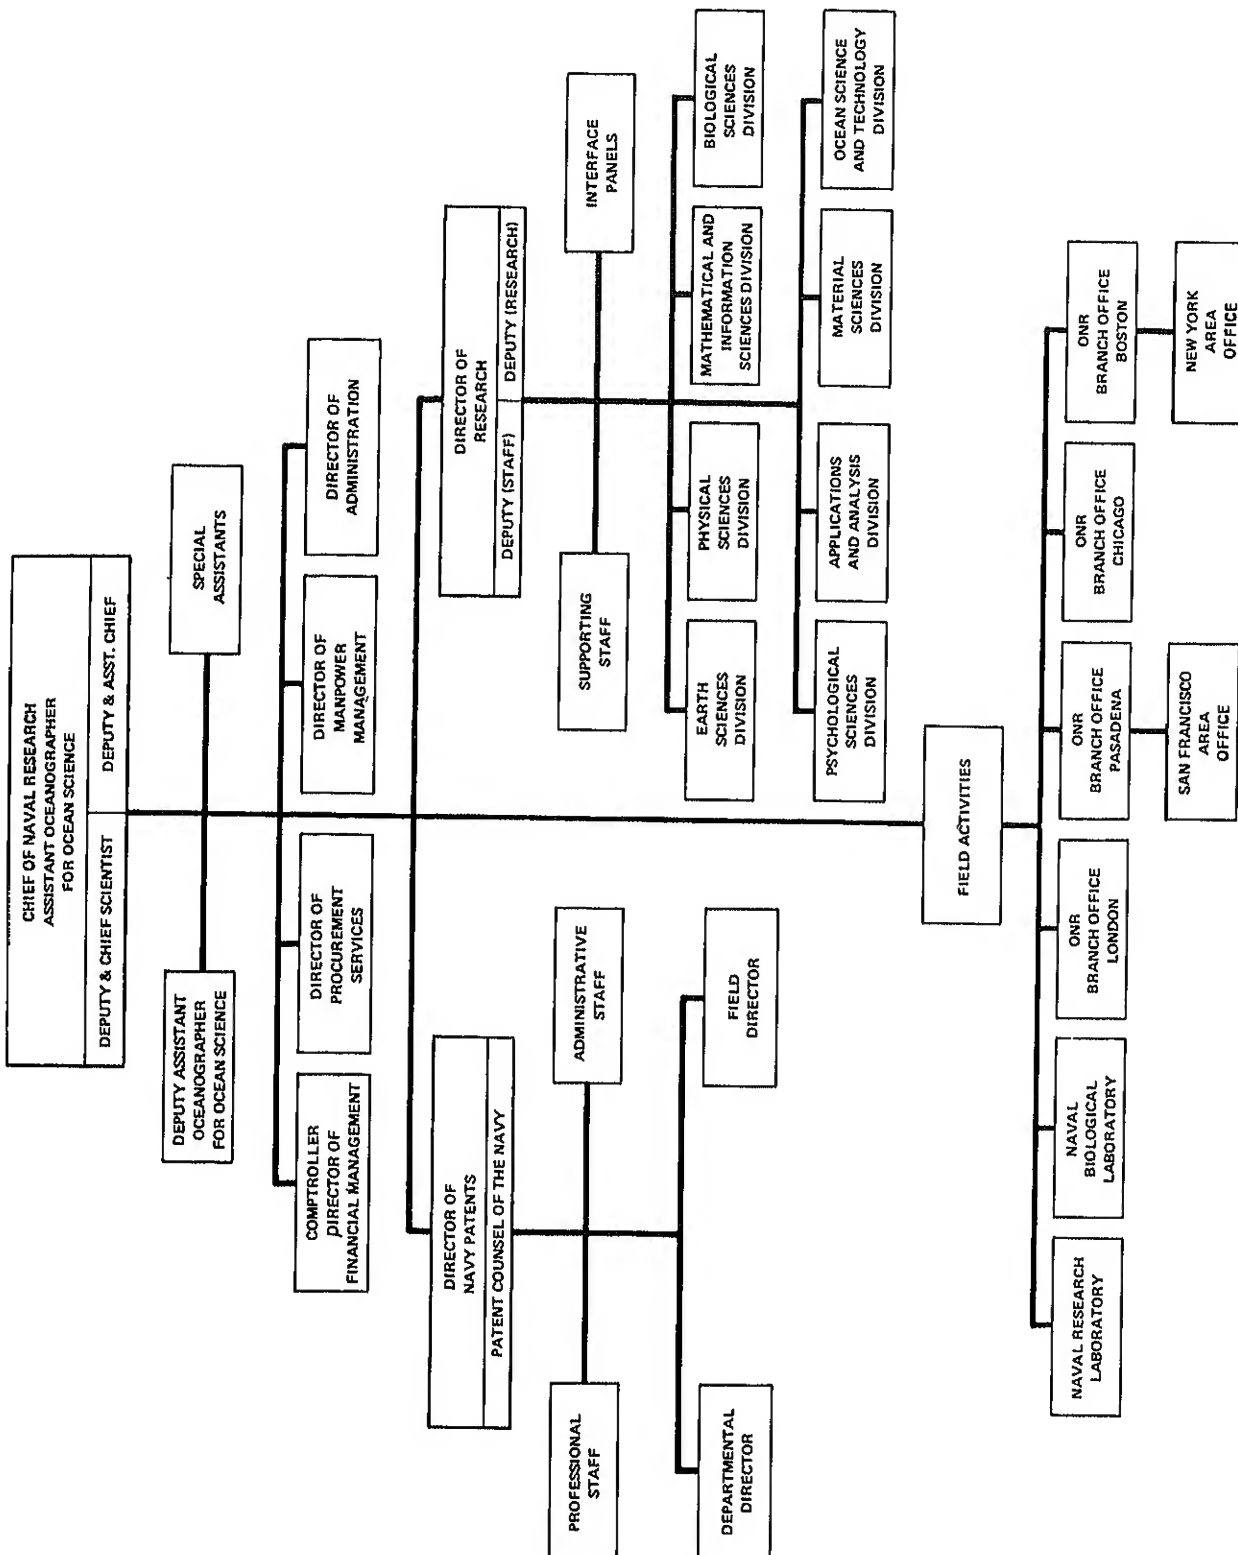 CHIEF OF NAVAL RESEARCH
ASSISTANT OCEANOGRAPHER
FOR OCEAN SCIENCE
DEPUTY & CHIEF SCIENTIST
DEPUTY & ASST. CHIEF
DEPUTY ASSISTANT
OCEANOGRAPHER
FOR OCEAN SCIENCE
SPECIAL
ASSISTANTS
COMPTROLLER
DIRECTOR OF
FINANCIAL MANAGEMENT
DIRECTOR OF
PROCUREMENT
SERVICES
DIRECTOR OF
MANPOWER
MANAGEMENT
DIRECTOR OF
ADMINISTRATION
DIRECTOR OF
NAVY PATENTS
PATENT COUNSEL OF THE NAVY
DIRECTOR OF
RESEARCH
DEPUTY (STAFF)
DEPUTY (RESEARCH)
PROFESSIONAL
STAFF
ADMINISTRATIVE
STAFF
SUPPORTING
STAFF
INTERFACE
PANELS
DEPARTMENTAL
DIRECTOR
FIELD
DIRECTOR
EARTH
SCIENCES
DIVISION
PHYSICAL
SCIENCES
DIVISION
MATHEMATICAL AND
INFORMATION
SCIENCES DIVISION
BIOLOGICAL
SCIENCES
DIVISION
PSYCHOLOGICAL
SCIENCES
DIVISION
APPLICATIONS
AND ANALYSIS
DIVISION
MATERIAL
SCIENCES
DIVISION
OCEAN SCIENCE
AND TECHNOLOGY
DIVISION
FIELD ACTIVITIES
NAVAL RESEARCH
LABORATORY
NAVAL
BIOLOGICAL
LABORATORY
ONR
BRANCH OFFICE
LONDON
ONR
BRANCH OFFICE
PASADENA
ONR
BRANCH OFFICE
CHICAGO
ONR
BRANCH OFFICE
BOSTON
SAN FRANCISCO
AREA
OFFICE
NEW YORK
AREA
OFFICE